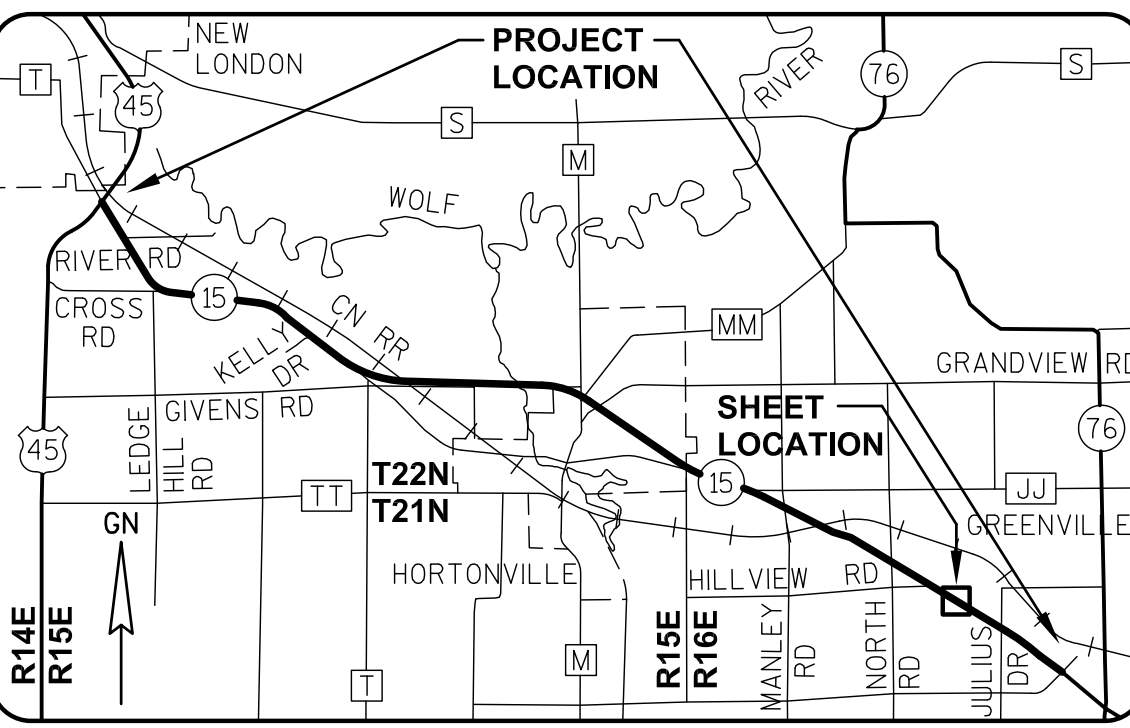 NEW
LONDON
PROJECT
LOCATION
RIVER
76
S
T
45
S
M
WOLF
RIVER RD
15
CROSS
RD
CN RR
KELLY
DR
MM
GRANDVIEW RD
GIVENS RD
SHEET
LOCATION
76
45
LEDGE
HILL
RD
T22N
T21N
TT
15
JJ
GN
GREENVILLE
HORTONVILLE
HILLVIEW RD
R14E
R15E
R15E
R16E
MANLEY
RD
NORTH
RD
JULIUS
DR
M
T